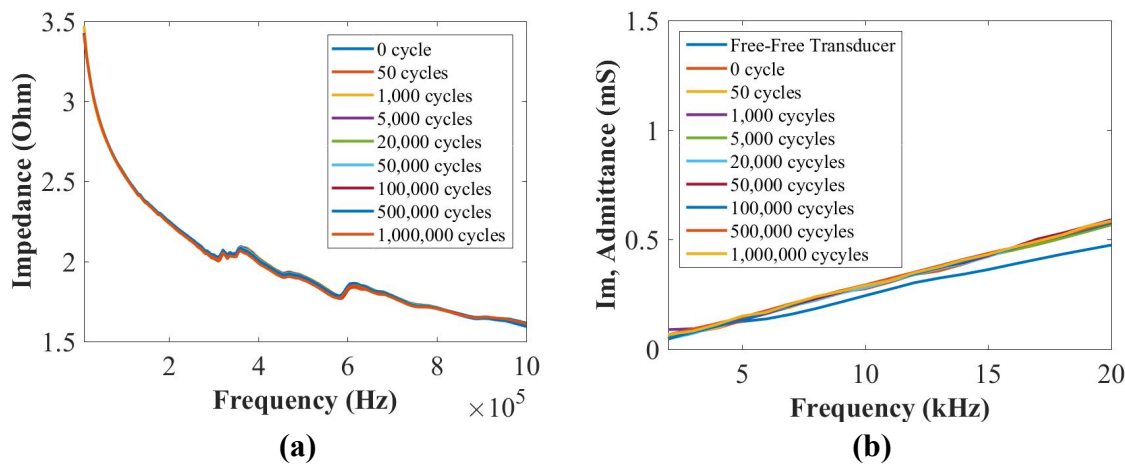 3.5
3
2.5
2
1.5
Impedance (Ohm)
0 cycle
50 cycles
1,000 cycles
5,000 cycles
20,000 cycles
50,000 cycles
100,000 cycles
500,000 cycles
1,000,000 cycles
2 4 6 8 10
Frequency (Hz)
×10⁵
(a)
1.5
1
0.5
0
Im, Admittance (mS)
Free-Free Transducer
0 cycle
50 cycles
1,000 cycyles
5,000 cycyles
20,000 cycyles
50,000 cycyles
100,000 cycyles
500,000 cycyles
1,000,000 cycyles
5 10 15 20
Frequency (kHz)
(b)